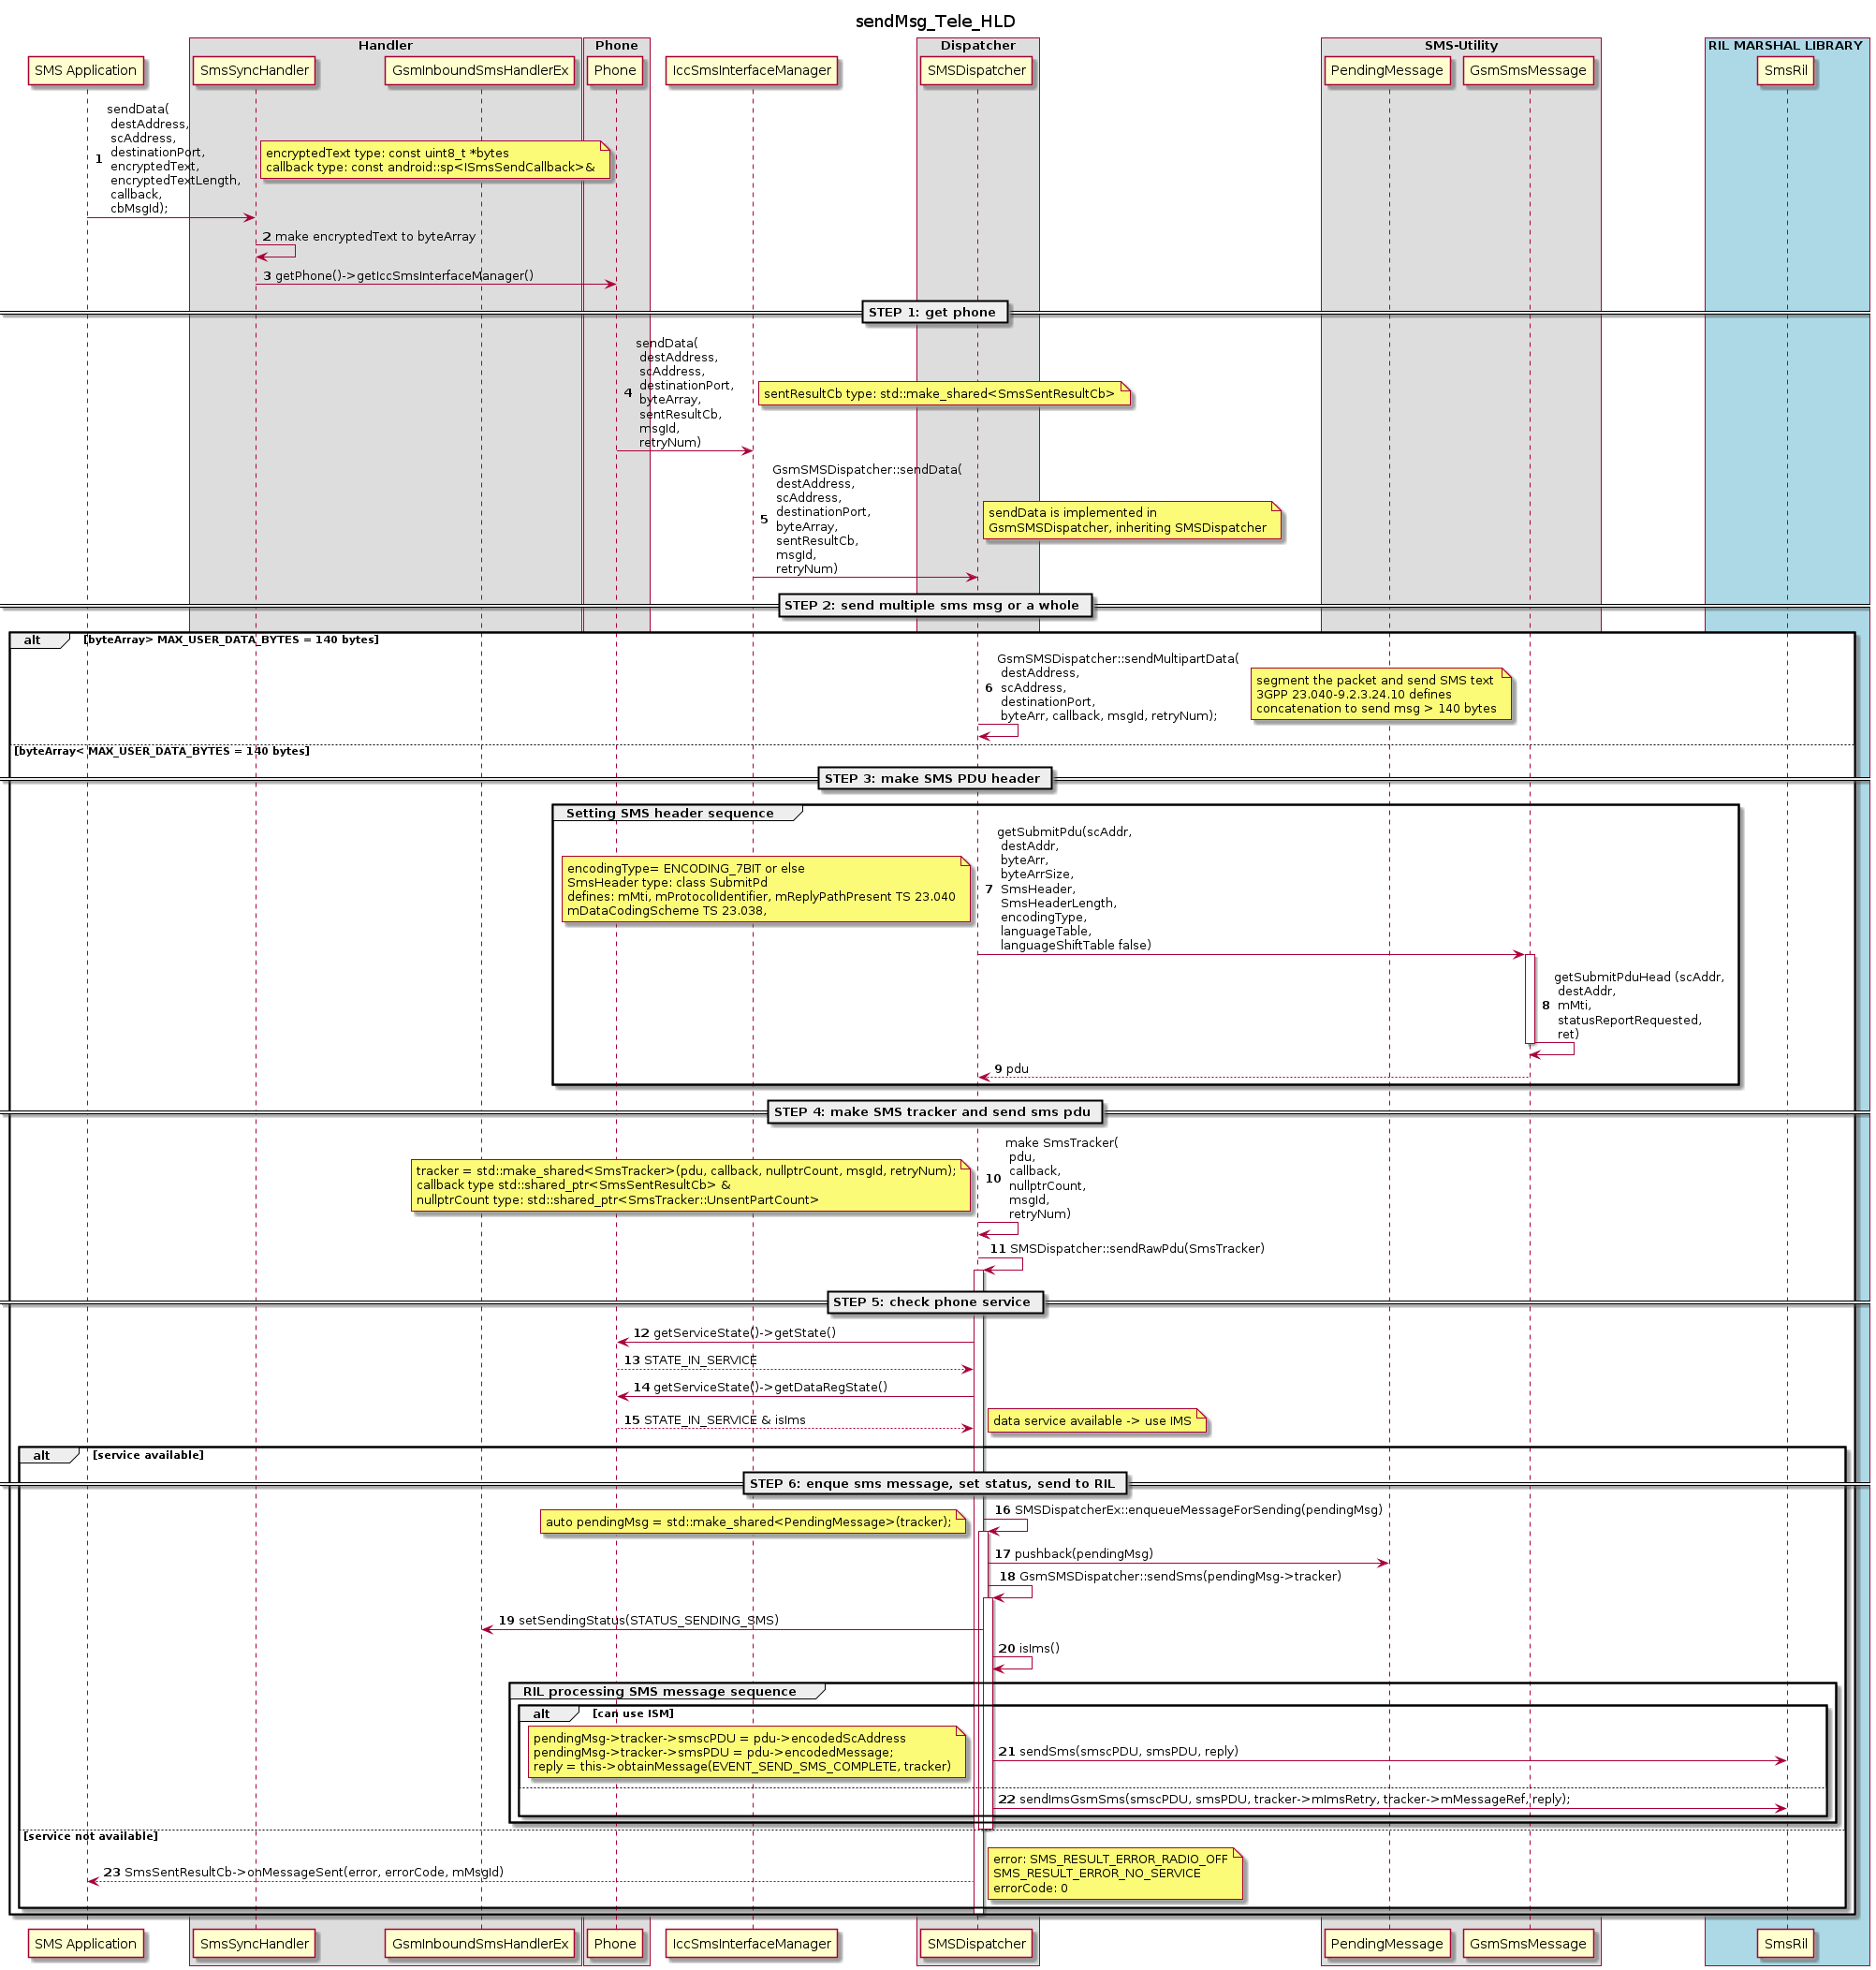 sendMsg_Tele_HLD
Handler
Phone
Dispatcher
SMS-Utility
RIL MARSHAL LIBRARY
SMS Application
SmsSyncHandler
GsmInboundSmsHandlerEx
Phone
IccSmsInterfaceManager
SMSDispatcher
PendingMessage
GsmSmsMessage
SmsRil
1
sendData(
destAddress,
scAddress,
destinationPort,
encryptedText,
encryptedTextLength,
callback,
cbMsgId);
encryptedText type: const uint8_t *bytes
callback type: const android::sp<ISmsSendCallback>&
2 make encryptedText to byteArray
3 getPhone()->getIccSmsInterfaceManager()
STEP 1: get phone
4
sendData(
destAddress,
scAddress,
destinationPort,
byteArray,
sentResultCb,
msgId,
retryNum)
sentResultCb type: std::make_shared<SmsSentResultCb>
5
GsmSMSDispatcher::sendData(
destAddress,
scAddress,
destinationPort,
byteArray,
sentResultCb,
msgId,
retryNum)
sendData is implemented in
GsmSMSDispatcher, inheriting SMSDispatcher
STEP 2: send multiple sms msg or a whole
alt [byteArray> MAX_USER_DATA_BYTES = 140 bytes]
6
GsmSMSDispatcher::sendMultipartData(
destAddress,
scAddress,
destinationPort,
byteArr, callback, msgId, retryNum);
segment the packet and send SMS text
3GPP 23.040-9.2.3.24.10 defines
concatenation to send msg > 140 bytes
[byteArray< MAX_USER_DATA_BYTES = 140 bytes]
STEP 3: make SMS PDU header
Setting SMS header sequence
encodingType= ENCODING_7BIT or else
SmsHeader type: class SubmitPd
defines: mMti, mProtocolIdentifier, mReplyPathPresent TS 23.040
mDataCodingScheme TS 23.038,
7
getSubmitPdu(scAddr,
destAddr,
byteArr,
byteArrSize,
SmsHeader,
SmsHeaderLength,
encodingType,
languageTable,
languageShiftTable false)
8
getSubmitPduHead (scAddr,
destAddr,
mMti,
statusReportRequested,
ret)
9 pdu
STEP 4: make SMS tracker and send sms pdu
tracker = std::make_shared<SmsTracker>(pdu, callback, nullptrCount, msgId, retryNum);
callback type std::shared_ptr<SmsSentResultCb> &
nullptrCount type: std::shared_ptr<SmsTracker::UnsentPartCount>
10
make SmsTracker(
pdu,
callback,
nullptrCount,
msgId,
retryNum)
11 SMSDispatcher::sendRawPdu(SmsTracker)
STEP 5: check phone service
12 getServiceState()->getState()
13 STATE_IN_SERVICE
14 getServiceState()->getDataRegState()
15 STATE_IN_SERVICE & isIms
data service available -> use IMS
alt [service available]
STEP 6: enque sms message, set status, send to RIL
auto pendingMsg = std::make_shared<PendingMessage>(tracker);
16 SMSDispatcherEx::enqueueMessageForSending(pendingMsg)
17 pushback(pendingMsg)
18 GsmSMSDispatcher::sendSms(pendingMsg->tracker)
19 setSendingStatus(STATUS_SENDING_SMS)
20 isIms()
RIL processing SMS message sequence
alt [can use ISM]
pendingMsg->tracker->smscPDU = pdu->encodedScAddress
pendingMsg->tracker->smsPDU = pdu->encodedMessage;
reply = this->obtainMessage(EVENT_SEND_SMS_COMPLETE, tracker)
21 sendSms(smscPDU, smsPDU, reply)
22 sendImsGsmSms(smscPDU, smsPDU, tracker->mImsRetry, tracker->mMessageRef, reply);
[service not available]
23 SmsSentResultCb->onMessageSent(error, errorCode, mMsgId)
error: SMS_RESULT_ERROR_RADIO_OFF
SMS_RESULT_ERROR_NO_SERVICE
errorCode: 0
SMS Application
SmsSyncHandler
GsmInboundSmsHandlerEx
Phone
IccSmsInterfaceManager
SMSDispatcher
PendingMessage
GsmSmsMessage
SmsRil